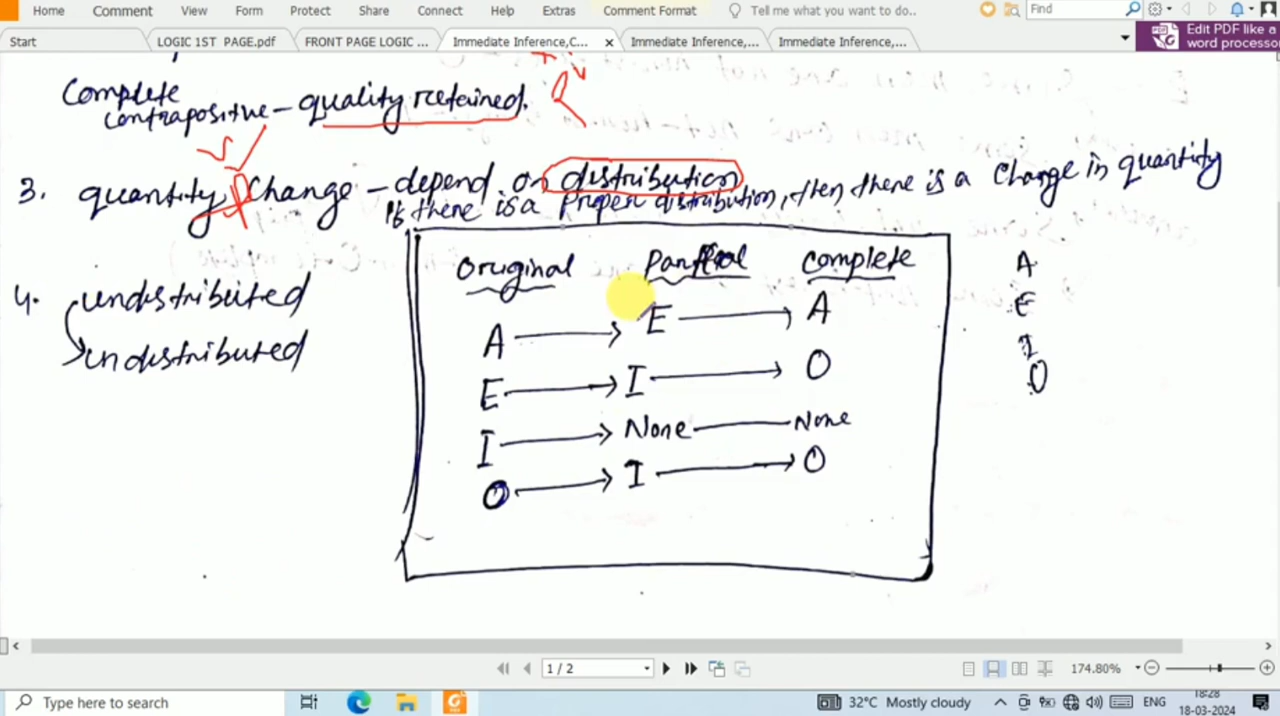 Home Comment View Form Protect Share Connect Help Extras Comment Format Tell me what you want to do.. Find
Start LOGIC 1ST PAGE.pdf FRONT PAGE LOGIC ... Immediate Inference,C... × Immediate Inference,... Immediate Inference,... Edit PDF like a
word processo
Complete
contrapositive – quality retained.
3. quantity Change – depend on distribution
If there is a proper distribution, then there is a change in quantity
Original Partial Complete A
4. undistributed A → E → A E
undistributed E → I → O I
I → None — None O
O → I → O
1 / 2 174.80%
Type here to search 32°C Mostly cloudy ENG 18:28
18-03-2024